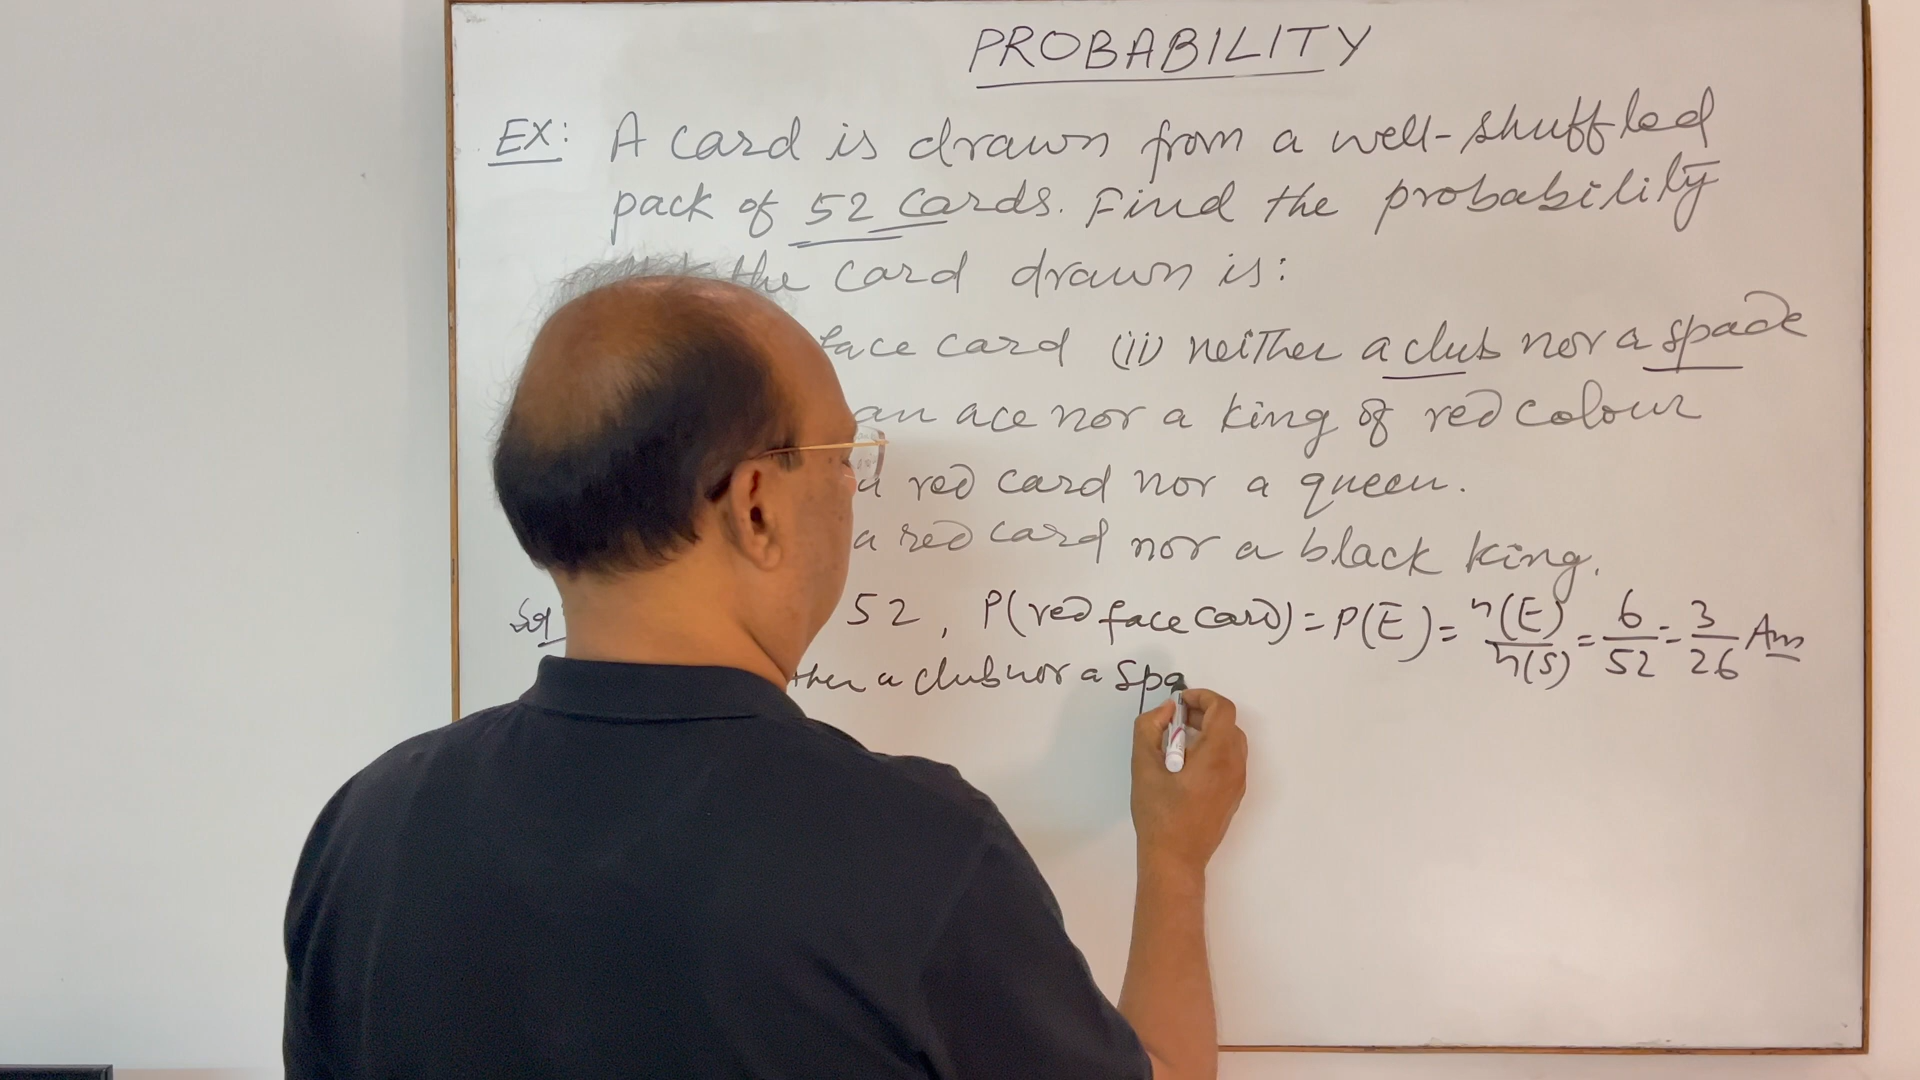 PROBABILITY
EX: A card is drawn from a well-shuffled
pack of 52 cards. Find the probability
the card drawn is:
face card (ii) neither a club nor a spade
an ace nor a king of red colour
a red card nor a queen.
a red card nor a black king.
52, P(red face card) = P(E) = n(E)/n(S) = 6/52 = 3/26 Ans
a club nor a Spa